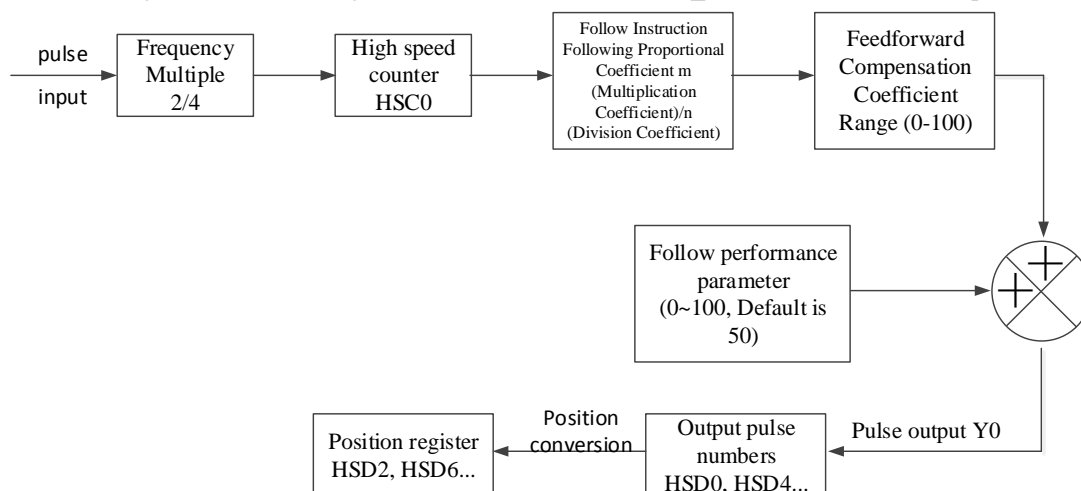 pulse
input
Frequency
Multiple
2/4
High speed
counter
HSC0
Follow Instruction
Following Proportional
Coefficient m
(Multiplication
Coefficient)/n
(Division Coefficient)
Feedforward
Compensation
Coefficient
Range (0-100)
Follow performance
parameter
(0~100, Default is
50)
Pulse output Y0
Output pulse
numbers
HSD0, HSD4...
Position
conversion
Position register
HSD2, HSD6...